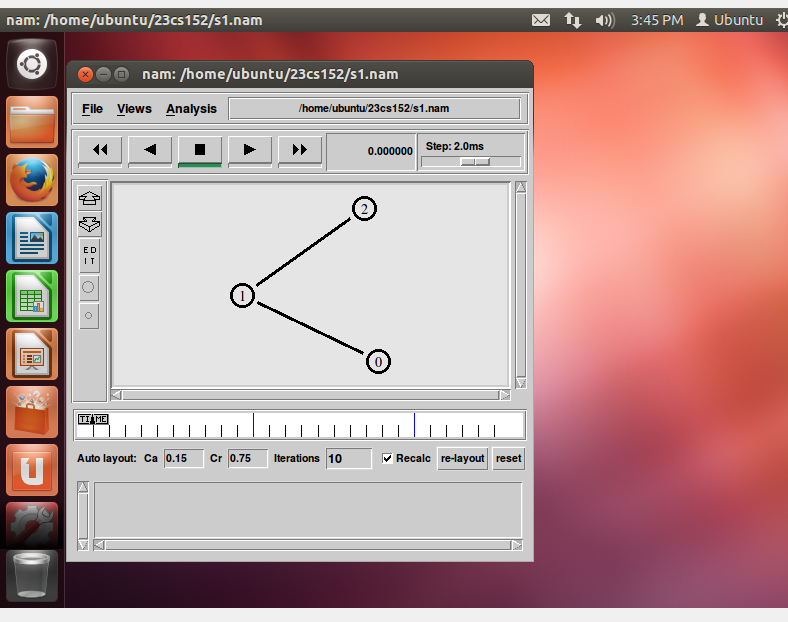 nam: /home/ubuntu/23cs152/s1.nam
3:45 PM
Ubuntu
nam: /home/ubuntu/23cs152/s1.nam
File Views Analysis /home/ubuntu/23cs152/s1.nam
0.000000 Step: 2.0ms
ED
IT
2
1
0
TIME
Auto layout: Ca 0.15 Cr 0.75 Iterations 10 Recalc re-layout reset